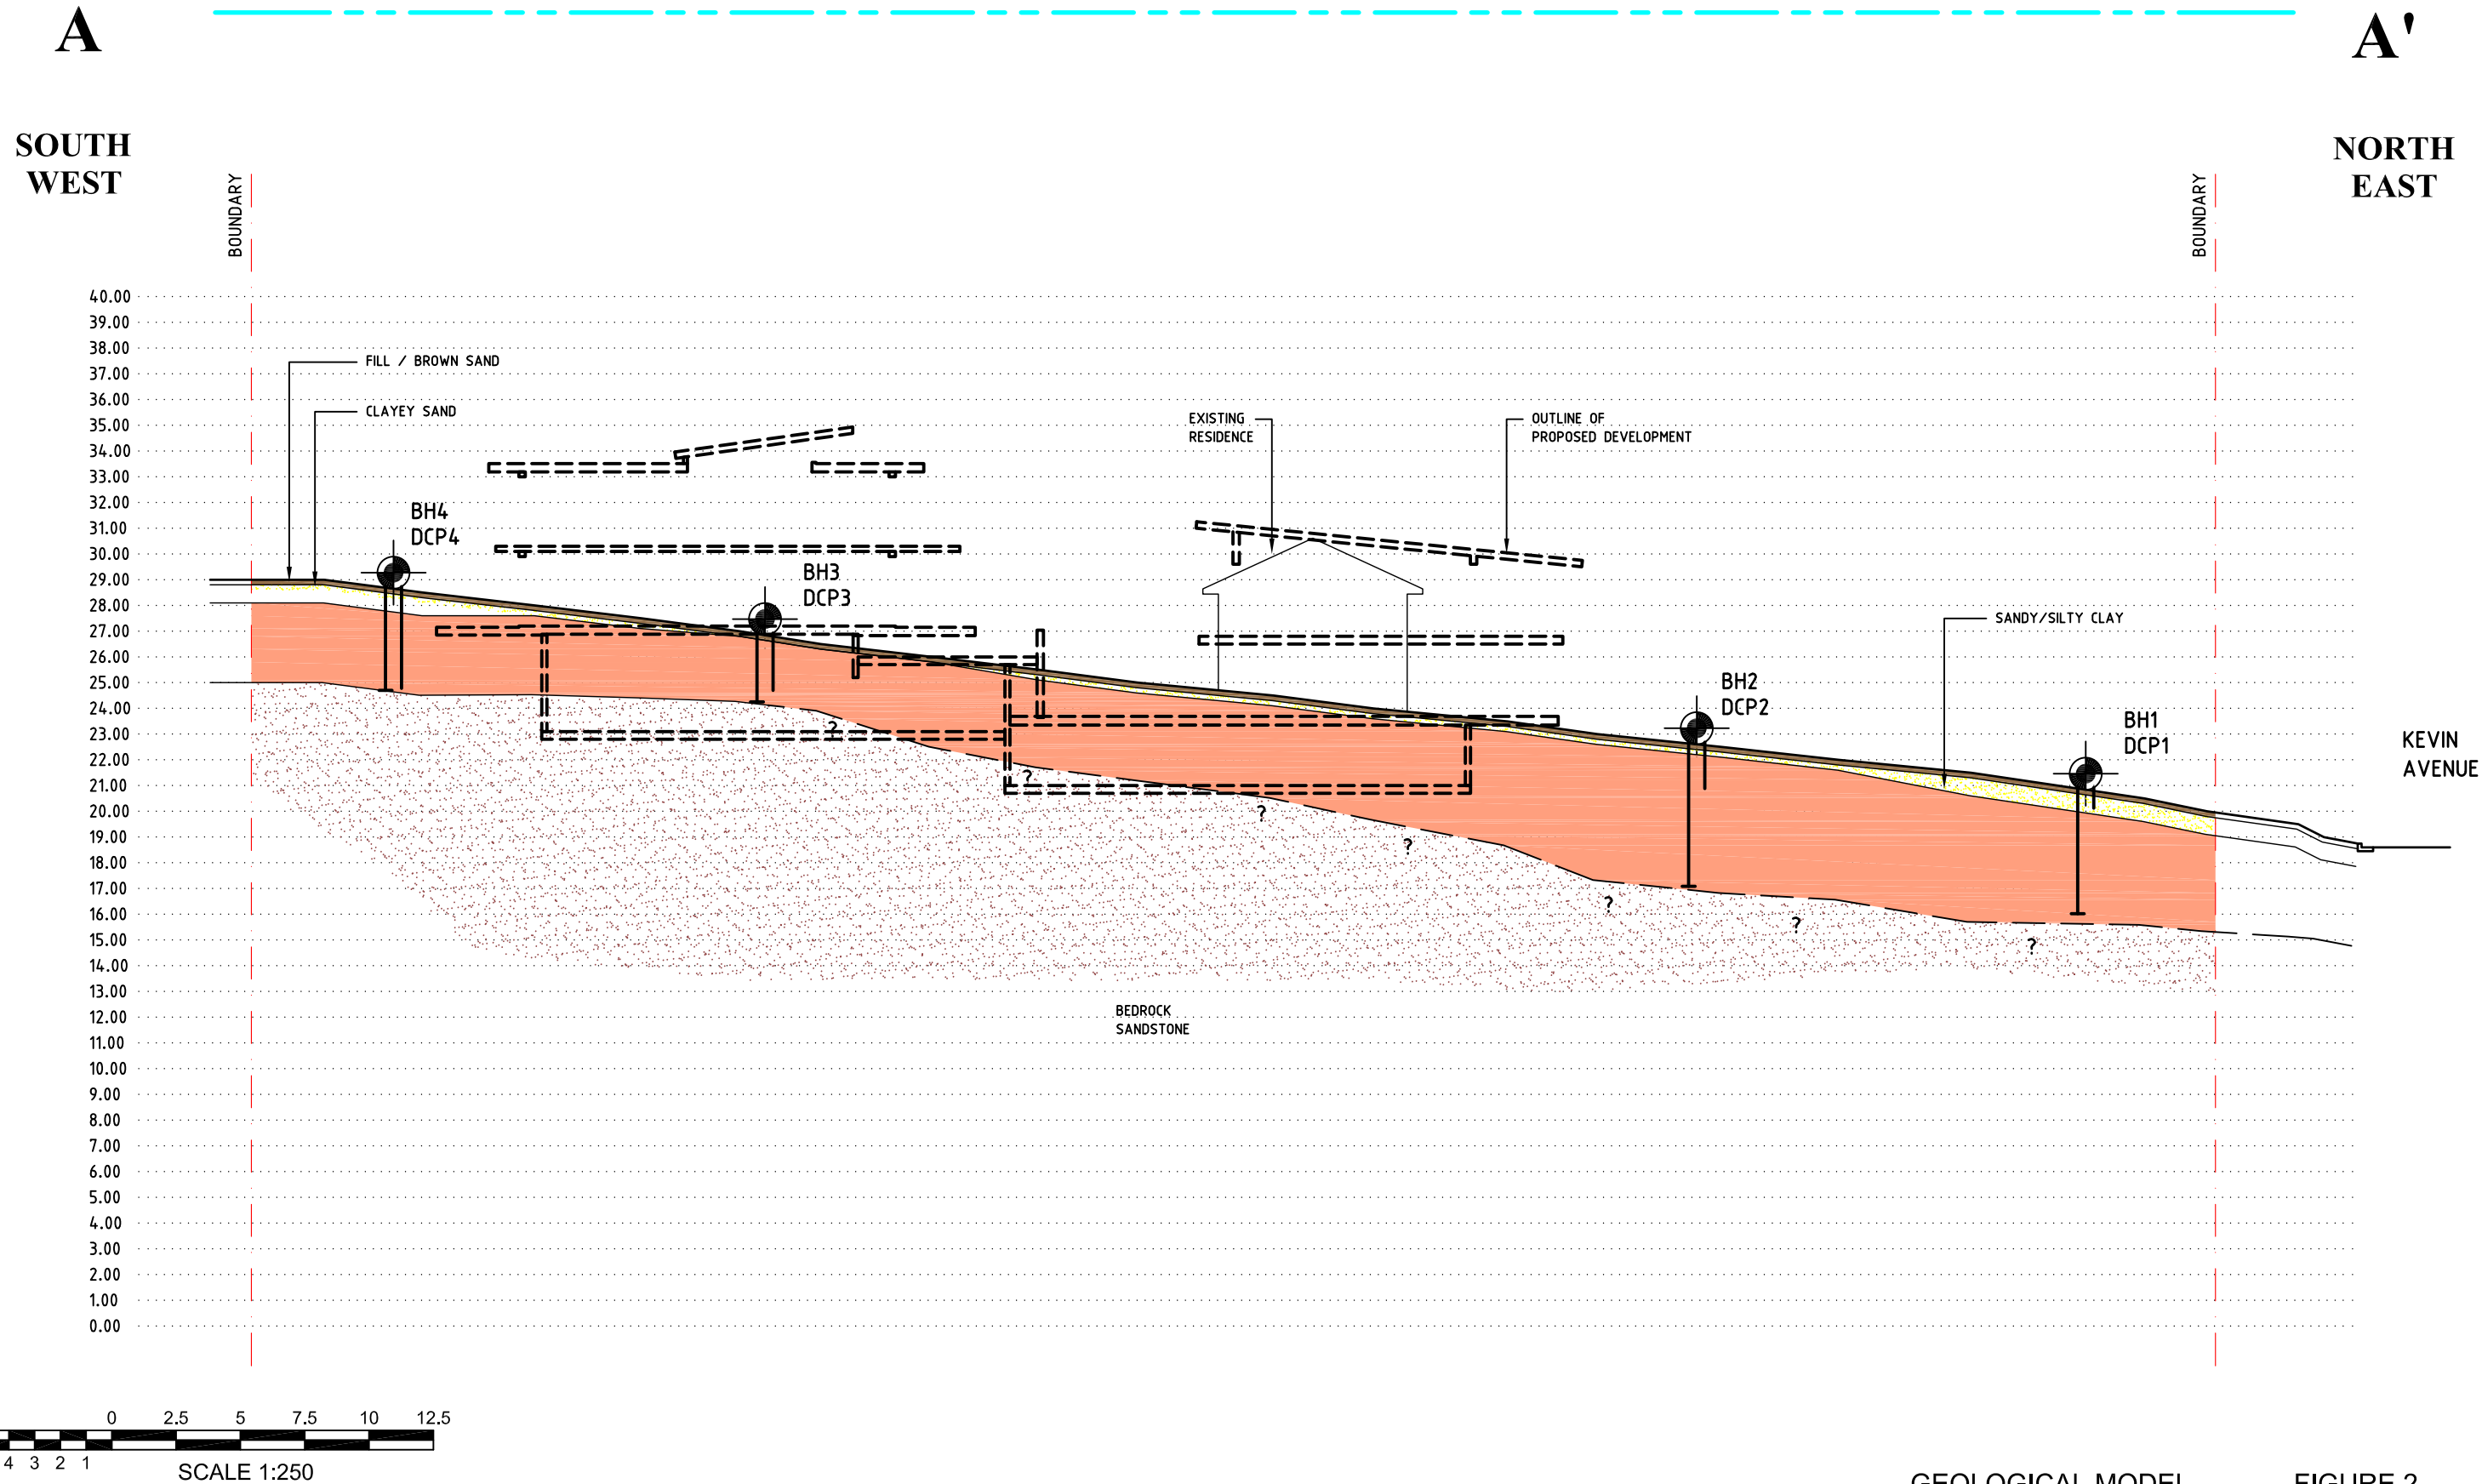 A
A'
SOUTH
WEST
NORTH
EAST
BOUNDARY
BOUNDARY
40.00
39.00
38.00
37.00
36.00
35.00
34.00
33.00
32.00
31.00
30.00
29.00
28.00
27.00
26.00
25.00
24.00
23.00
22.00
21.00
20.00
19.00
18.00
17.00
16.00
15.00
14.00
13.00
12.00
11.00
10.00
9.00
8.00
7.00
6.00
5.00
4.00
3.00
2.00
1.00
0.00
FILL / BROWN SAND
CLAYEY SAND
EXISTING
RESIDENCE
OUTLINE OF
PROPOSED DEVELOPMENT
BH4
DCP4
BH3
DCP3
SANDY/SILTY CLAY
BH2
DCP2
BH1
DCP1
KEVIN
AVENUE
?
?
?
?
?
?
?
BEDROCK
SANDSTONE
0 2.5 5 7.5 10 12.5
4 3 2 1
SCALE 1:250
GEOLOGICAL MODEL
FIGURE 2